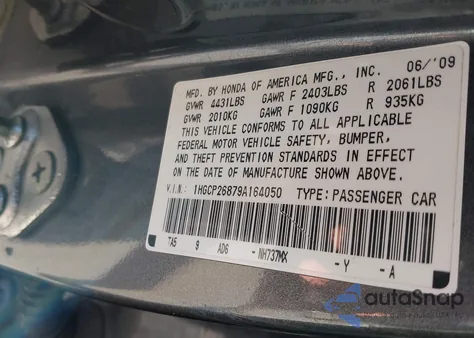 MFD. BY HONDA OF AMERICA MFG., INC. 06/'09
GVWR 4431LBS GAWR F 2403LBS R 2061LBS
GVWR 2010KG GAWR F 1090KG R 935KG
THIS VEHICLE CONFORMS TO ALL APPLICABLE
FEDERAL MOTOR VEHICLE SAFETY, BUMPER,
AND THEFT PREVENTION STANDARDS IN EFFECT
ON THE DATE OF MANUFACTURE SHOWN ABOVE.
V.I.N: 1HGCP26879A164050 TYPE: PASSENGER CAR
TA5 9 AD6 -NH737MX -Y -A
autoSnap